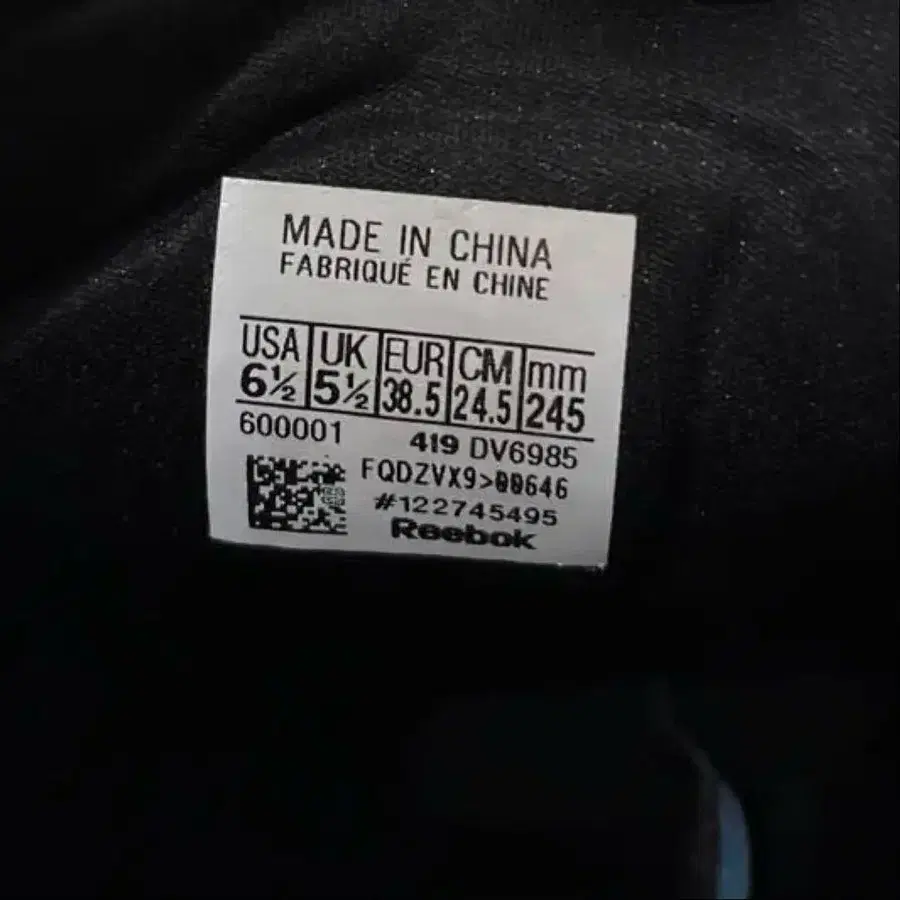 MADE IN CHINA
FABRIQUÉ EN CHINE
USA UK EUR CM mm
6½ 5½ 38.5 24.5 245
600001 419 DV6985
FQDZVX9>00646
#122745495
Reebok